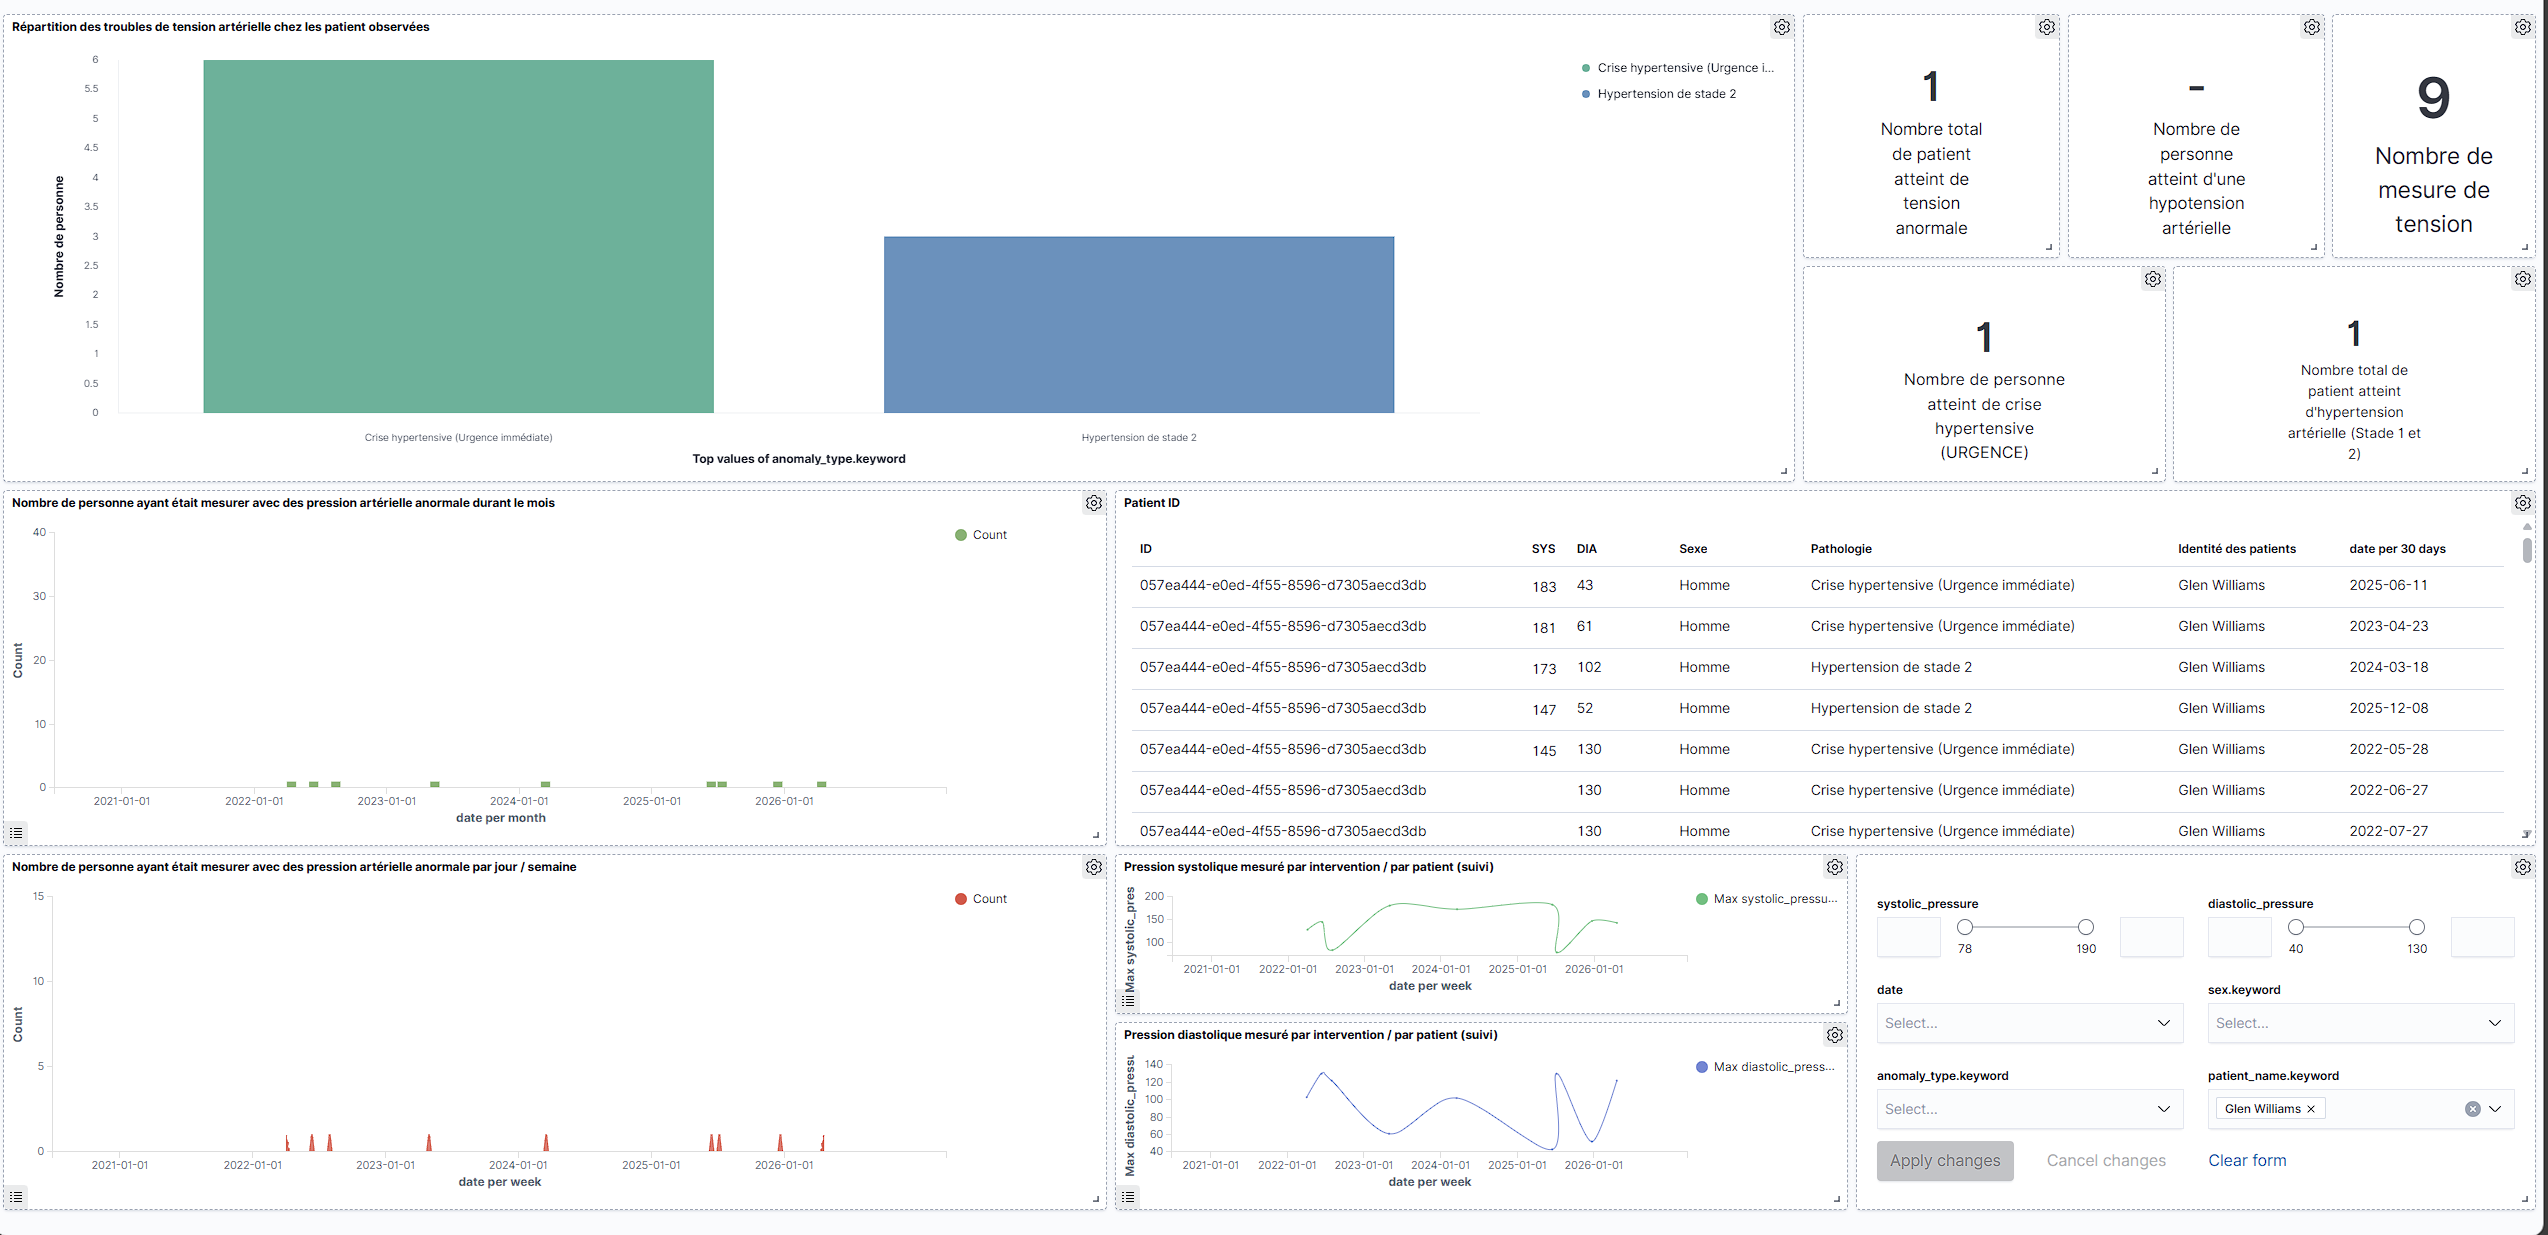 Répartition des troubles de tension artérielle chez les patient observées
6
5.5
5
4.5
4
3.5
3
2.5
2
1.5
1
0.5
0
Nombre de personne
Crise hypertensive (Urgence immédiate)
Hypertension de stade 2
Top values of anomaly_type.keyword
Crise hypertensive (Urgence i...
Hypertension de stade 2
1
Nombre total
de patient
atteint de
tension
anormale
-
Nombre de
personne
atteint d'une
hypotension
artérielle
9
Nombre de
mesure de
tension
1
Nombre de personne
atteint de crise
hypertensive
(URGENCE)
1
Nombre total de
patient atteint
d'hypertension
artérielle (Stade 1 et
2)
Nombre de personne ayant était mesurer avec des pression artérielle anormale durant le mois
Count
40
30
20
10
0
Count
2021-01-01 2022-01-01 2023-01-01 2024-01-01 2025-01-01 2026-01-01
date per month
Patient ID
ID SYS DIA Sexe Pathologie Identité des patients date per 30 days
057ea444-e0ed-4f55-8596-d7305aecd3db 183 43 Homme Crise hypertensive (Urgence immédiate) Glen Williams 2025-06-11
057ea444-e0ed-4f55-8596-d7305aecd3db 181 61 Homme Crise hypertensive (Urgence immédiate) Glen Williams 2023-04-23
057ea444-e0ed-4f55-8596-d7305aecd3db 173 102 Homme Hypertension de stade 2 Glen Williams 2024-03-18
057ea444-e0ed-4f55-8596-d7305aecd3db 147 52 Homme Hypertension de stade 2 Glen Williams 2025-12-08
057ea444-e0ed-4f55-8596-d7305aecd3db 145 130 Homme Crise hypertensive (Urgence immédiate) Glen Williams 2022-05-28
057ea444-e0ed-4f55-8596-d7305aecd3db 130 Homme Crise hypertensive (Urgence immédiate) Glen Williams 2022-06-27
057ea444-e0ed-4f55-8596-d7305aecd3db 130 Homme Crise hypertensive (Urgence immédiate) Glen Williams 2022-07-27
Nombre de personne ayant était mesurer avec des pression artérielle anormale par jour / semaine
Count
15
10
5
0
Count
2021-01-01 2022-01-01 2023-01-01 2024-01-01 2025-01-01 2026-01-01
date per week
Pression systolique mesuré par intervention / par patient (suivi)
Max systolic_pressu...
200
150
100
Max systolic_pres
2021-01-01 2022-01-01 2023-01-01 2024-01-01 2025-01-01 2026-01-01
date per week
Pression diastolique mesuré par intervention / par patient (suivi)
Max diastolic_press...
140
120
100
80
60
40
Max diastolic_pressu
2021-01-01 2022-01-01 2023-01-01 2024-01-01 2025-01-01 2026-01-01
date per week
systolic_pressure
78 190
diastolic_pressure
40 130
date
Select...
sex.keyword
Select...
anomaly_type.keyword
Select...
patient_name.keyword
Glen Williams
Apply changes
Cancel changes
Clear form